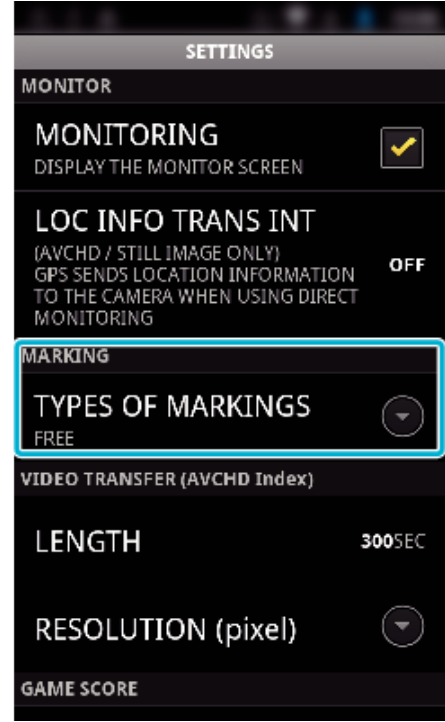 SETTINGS
MONITOR
MONITORING
DISPLAY THE MONITOR SCREEN
LOC INFO TRANS INT
(AVCHD / STILL IMAGE ONLY)
GPS SENDS LOCATION INFORMATION
TO THE CAMERA WHEN USING DIRECT
MONITORING
OFF
MARKING
TYPES OF MARKINGS
FREE
VIDEO TRANSFER (AVCHD Index)
LENGTH
300SEC
RESOLUTION (pixel)
GAME SCORE